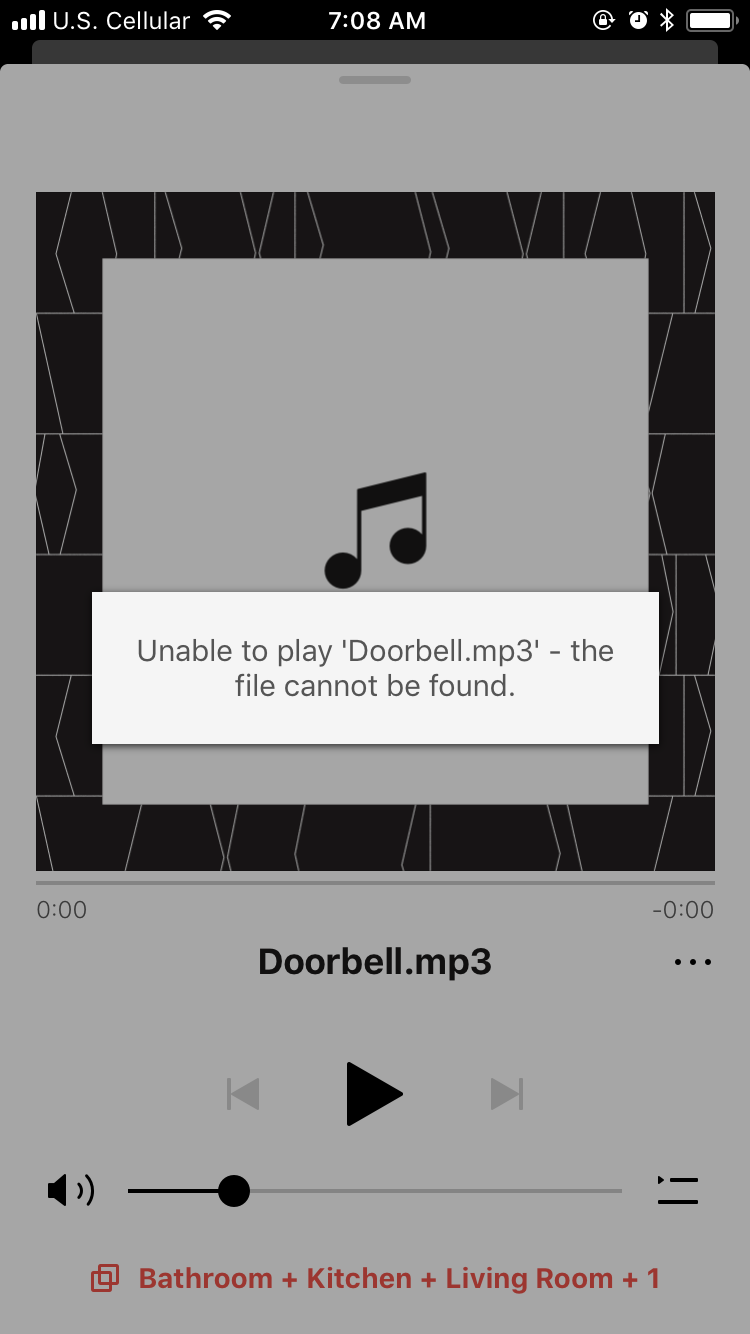 U.S. Cellular 7:08 AM
Unable to play 'Doorbell.mp3' - the
file cannot be found.
0:00 -0:00
Doorbell.mp3
Bathroom + Kitchen + Living Room + 1